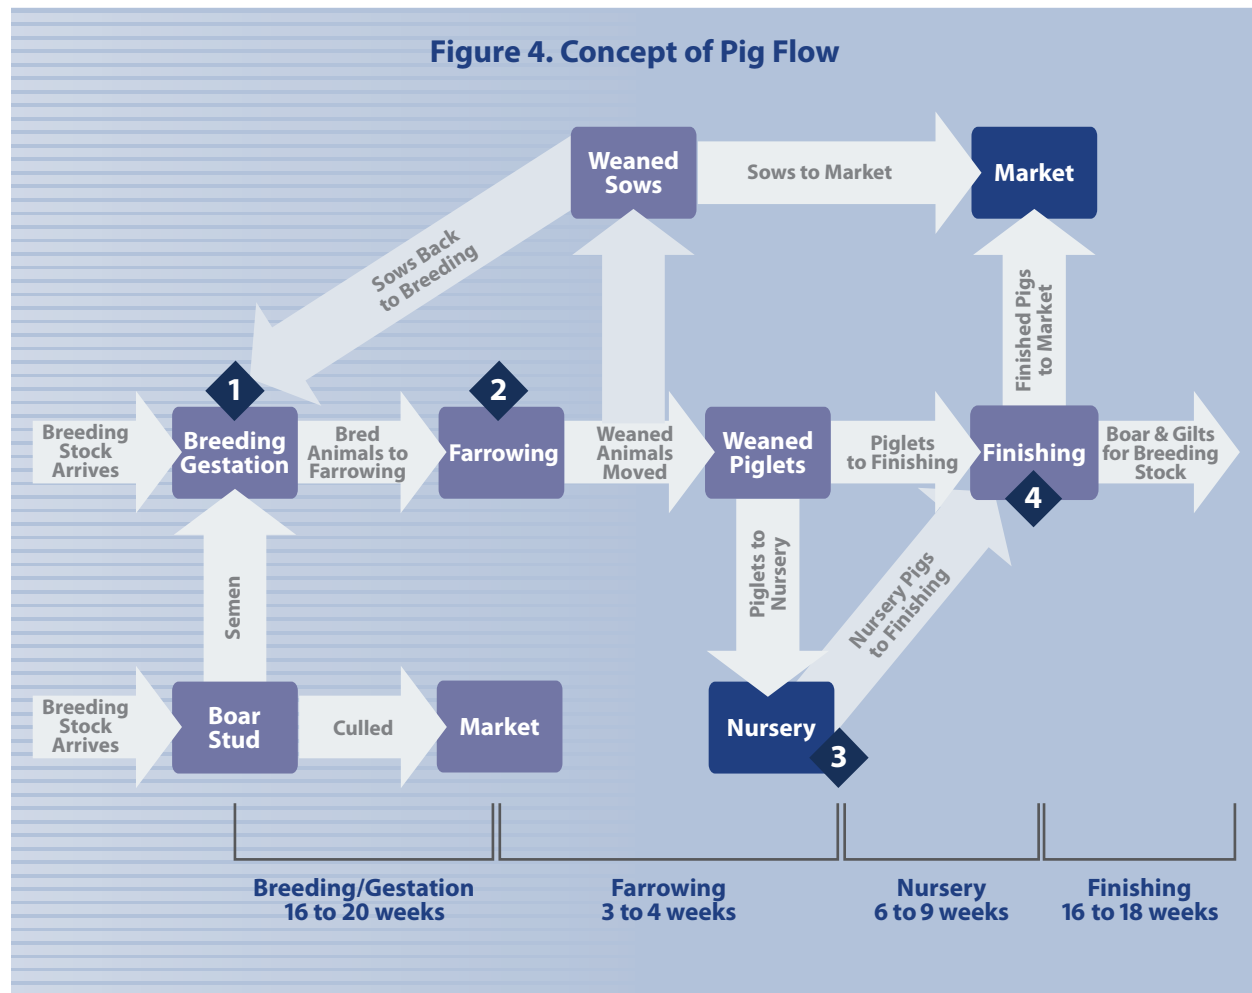 Figure 4. Concept of Pig Flow
Weaned
Sows
Sows to Market
Market
Sows Back
to Breeding
Finished Pigs
to Market
1
2
Breeding
Stock
Arrives
Breeding
Gestation
Bred
Animals to
Farrowing
Farrowing
Weaned
Animals
Moved
Weaned
Piglets
Piglets
to Finishing
Finishing
4
Boar & Gilts
for Breeding
Stock
Semen
Piglets to
Nursery
Nursery Pigs
to Finishing
Breeding
Stock
Arrives
Boar
Stud
Culled
Market
Nursery
3
Breeding/Gestation
16 to 20 weeks
Farrowing
3 to 4 weeks
Nursery
6 to 9 weeks
Finishing
16 to 18 weeks